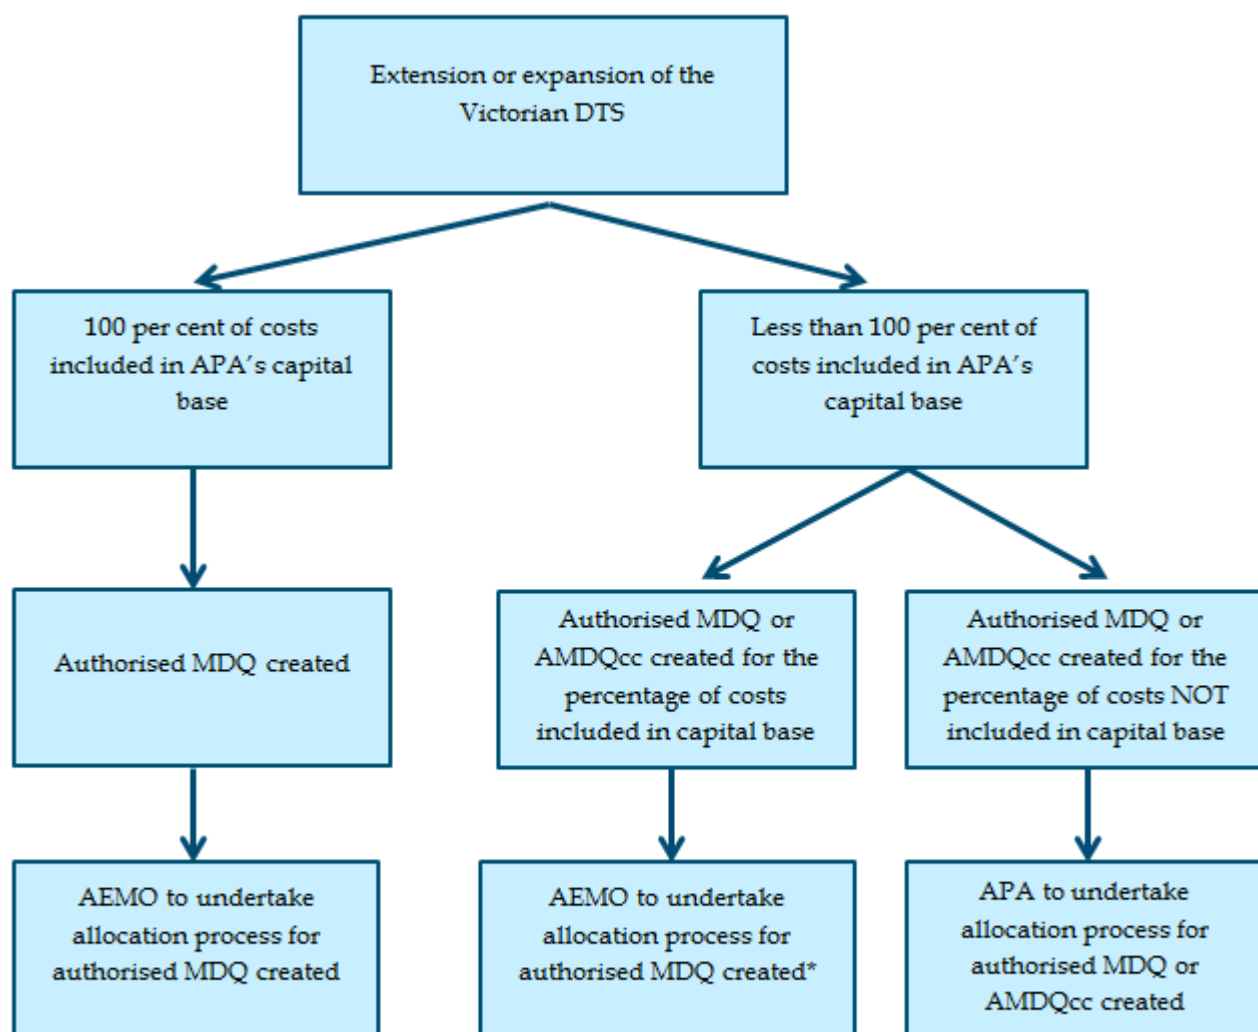 Extension or expansion of the
Victorian DTS
100 per cent of costs
included in APA's capital
base
Less than 100 per cent of
costs included in APA's
capital base
Authorised MDQ created
Authorised MDQ or
AMDQcc created for the
percentage of costs
included in capital base
Authorised MDQ or
AMDQcc created for the
percentage of costs NOT
included in capital base
AEMO to undertake
allocation process for
authorised MDQ created
AEMO to undertake
allocation process for
authorised MDQ created*
APA to undertake
allocation process for
authorised MDQ or
AMDQcc created